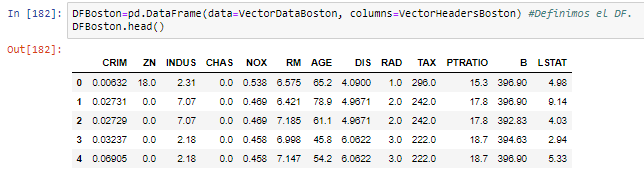 In [182]: DFBoston=pd.DataFrame(data=VectorDataBoston, columns=VectorHeadersBoston) #Definimos el DF.
DFBoston.head()
Out[182]:
CRIM ZN INDUS CHAS NOX RM AGE DIS RAD TAX PTRATIO B LSTAT
0 0.00632 18.0 2.31 0.0 0.538 6.575 65.2 4.0900 1.0 296.0 15.3 396.90 4.98
1 0.02731 0.0 7.07 0.0 0.469 6.421 78.9 4.9671 2.0 242.0 17.8 396.90 9.14
2 0.02729 0.0 7.07 0.0 0.469 7.185 61.1 4.9671 2.0 242.0 17.8 392.83 4.03
3 0.03237 0.0 2.18 0.0 0.458 6.998 45.8 6.0622 3.0 222.0 18.7 394.63 2.94
4 0.06905 0.0 2.18 0.0 0.458 7.147 54.2 6.0622 3.0 222.0 18.7 396.90 5.33